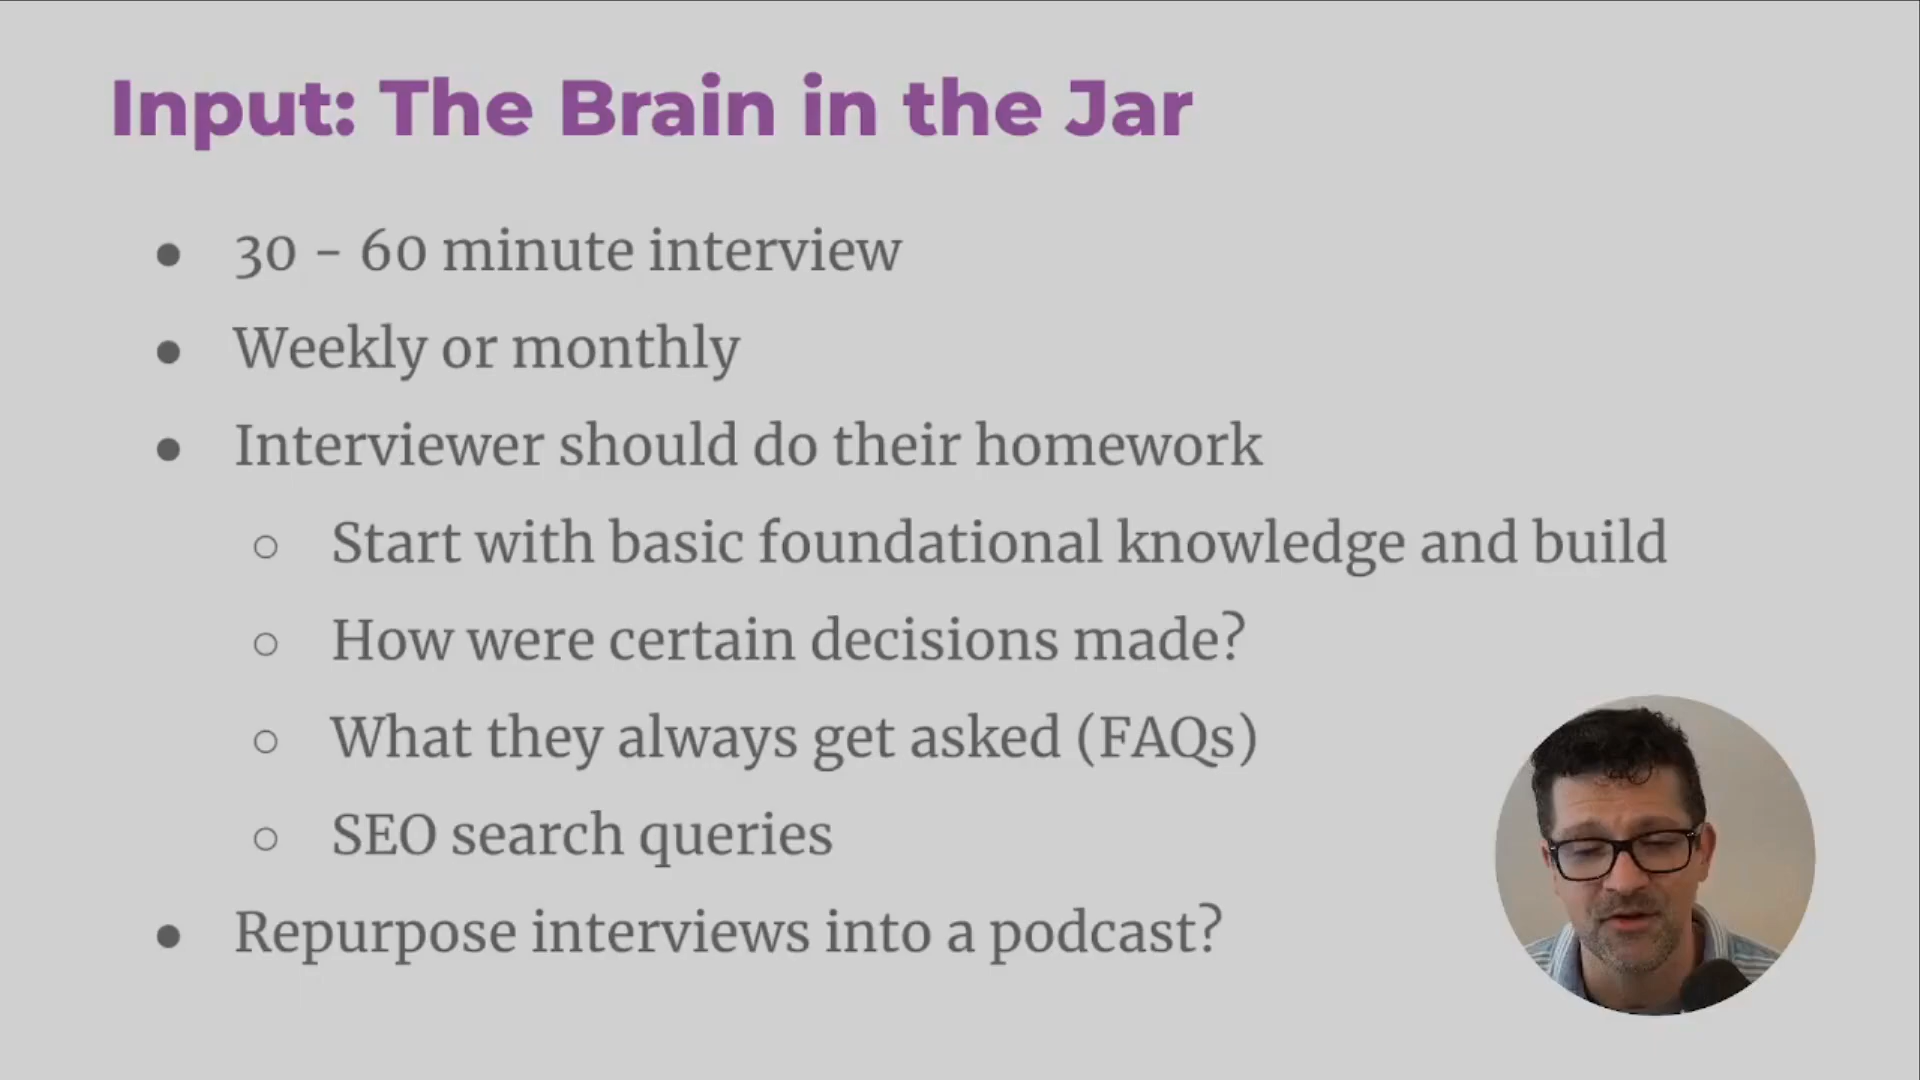 Input: The Brain in the Jar
● 30 - 60 minute interview
● Weekly or monthly
● Interviewer should do their homework
○ Start with basic foundational knowledge and build
○ How were certain decisions made?
○ What they always get asked (FAQs)
○ SEO search queries
● Repurpose interviews into a podcast?